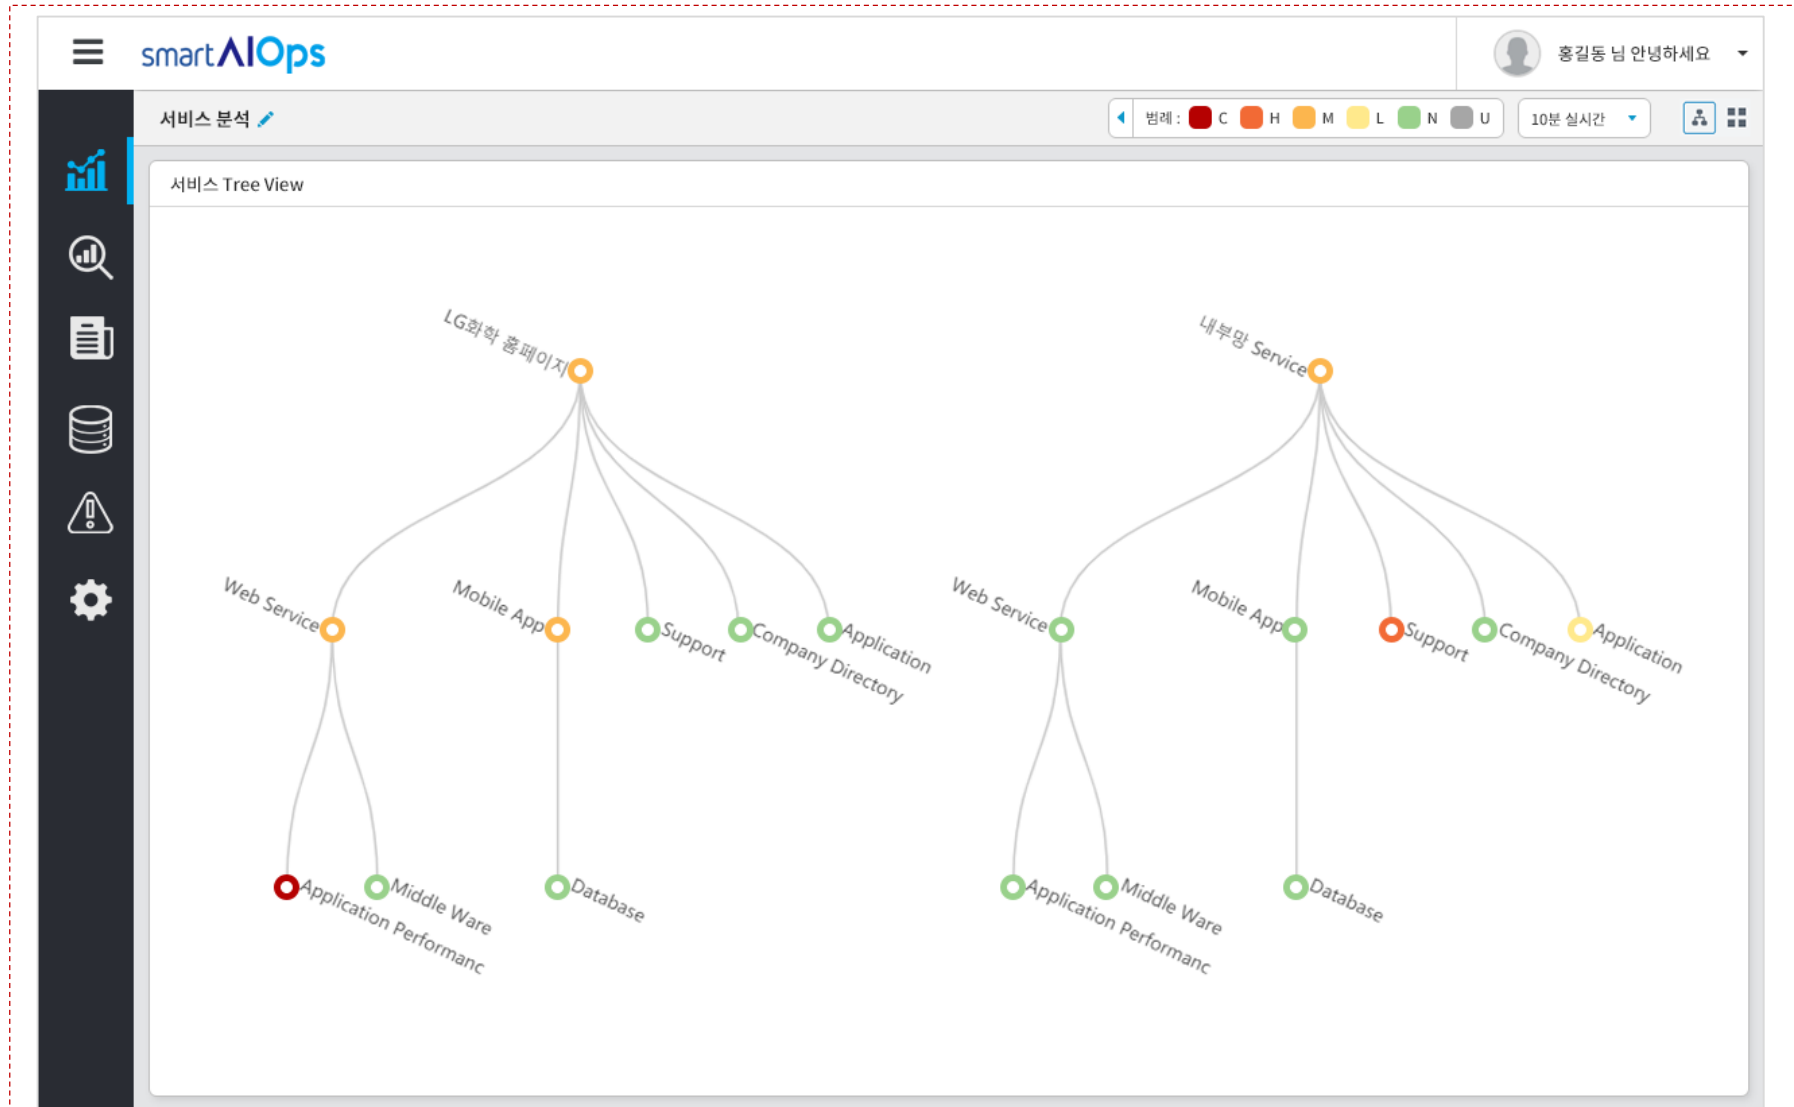 smartAIOps
홍길동 님 안녕하세요
서비스 분석
범례 : C H M L N U
10분 실시간
서비스 Tree View
LG화학 홈페이지
내부망 Service
Web Service
Mobile App
Support
Company Directory
Application
Web Service
Mobile App
Support
Company Directory
Application
Application Performanc
Middle Ware
Database
Application Performanc
Middle Ware
Database